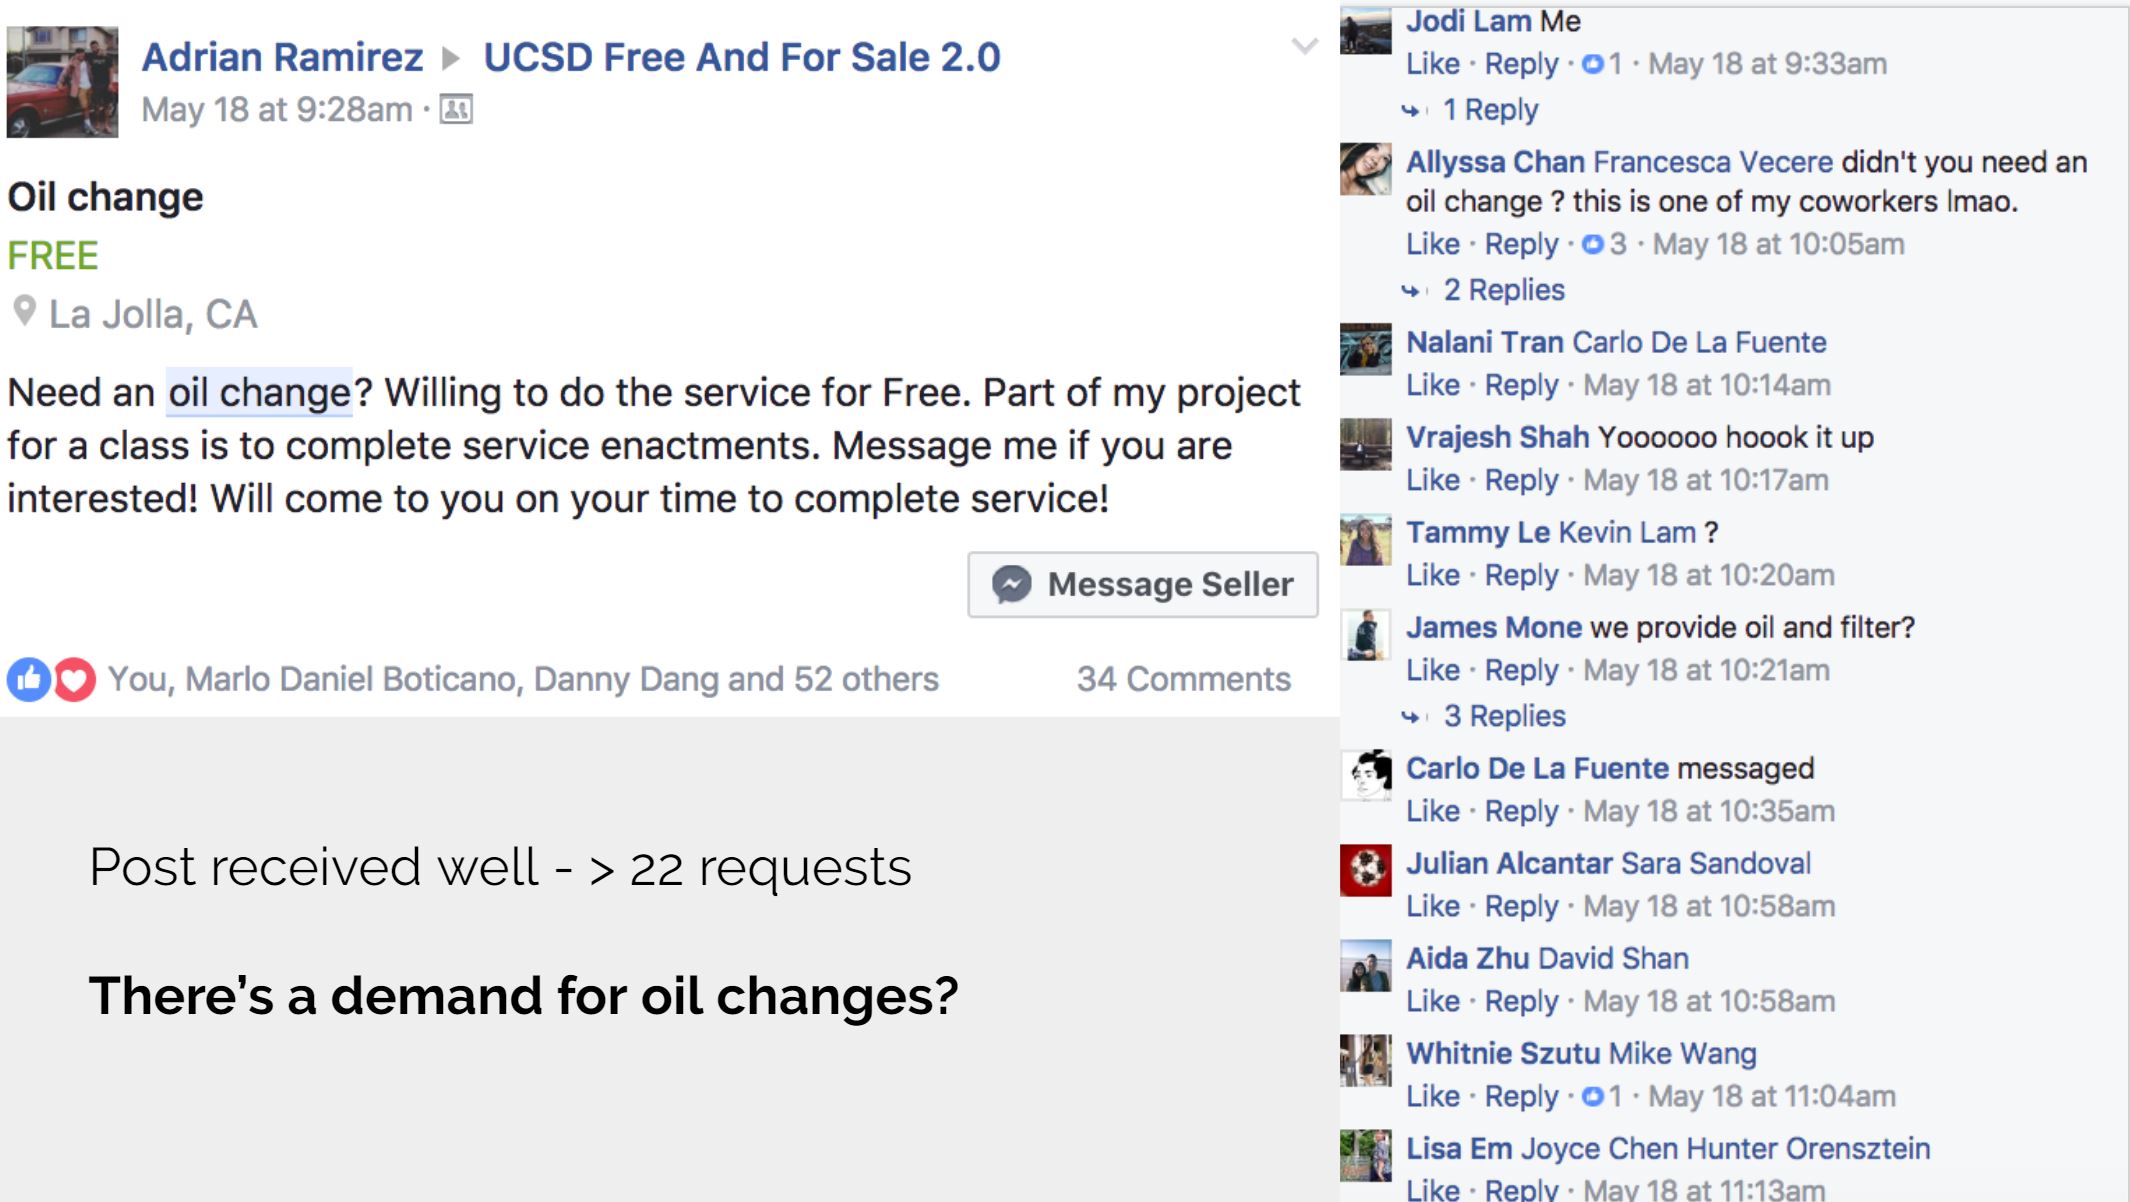 Adrian Ramirez ▶ UCSD Free And For Sale 2.0
May 18 at 9:28am ·
Oil change
FREE
La Jolla, CA
Need an oil change? Willing to do the service for Free. Part of my project
for a class is to complete service enactments. Message me if you are
interested! Will come to you on your time to complete service!
Message Seller
You, Marlo Daniel Boticano, Danny Dang and 52 others
34 Comments
Post received well - > 22 requests
There’s a demand for oil changes?
Jodi Lam Me
Like · Reply · 1 · May 18 at 9:33am
1 Reply
Allyssa Chan Francesca Vecere didn't you need an
oil change ? this is one of my coworkers lmao.
Like · Reply · 3 · May 18 at 10:05am
2 Replies
Nalani Tran Carlo De La Fuente
Like · Reply · May 18 at 10:14am
Vrajesh Shah Yoooooo hoook it up
Like · Reply · May 18 at 10:17am
Tammy Le Kevin Lam ?
Like · Reply · May 18 at 10:20am
James Mone we provide oil and filter?
Like · Reply · May 18 at 10:21am
3 Replies
Carlo De La Fuente messaged
Like · Reply · May 18 at 10:35am
Julian Alcantar Sara Sandoval
Like · Reply · May 18 at 10:58am
Aida Zhu David Shan
Like · Reply · May 18 at 10:58am
Whitnie Szutu Mike Wang
Like · Reply · 1 · May 18 at 11:04am
Lisa Em Joyce Chen Hunter Orensztein
Like · Reply · May 18 at 11:13am